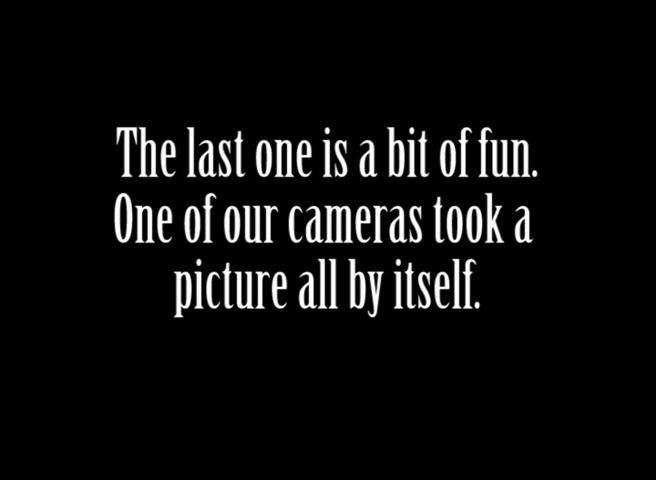 The last one is a bit of fun.
One of our cameras took a
picture all by itself.